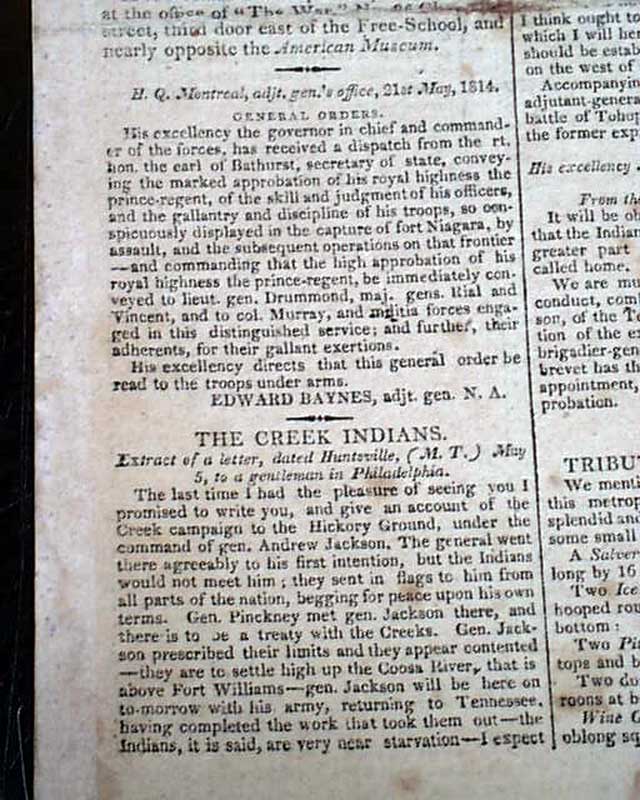 at the office of "The War," No.
street, third door east of the Free-School, and
nearly opposite the American Museum.
H. Q. Montreal, adjt. gen.'s office, 21st May, 1814.
GENERAL ORDERS.
His excellency the governor in chief and command-
er of the forces, has received a dispatch from the rt.
hon. the earl of Bathurst, secretary of state, convey-
ing the marked approbation of his royal highness the
prince-regent, of the skill and judgment of his officers,
and the gallantry and discipline of his troops, so con-
spicuously displayed in the capture of fort Niagara, by
assault, and the subsequent operations on that frontier
—and commanding that the high approbation of his
royal highness the prince-regent, be immediately con-
veyed to lieut. gen. Drummond, maj. gens. Rial and
Vincent, and to col. Murray, and militia forces enga-
ged in this distinguished service; and further, their
adherents, for their gallant exertions.
His excellency directs that this general order be
read to the troops under arms.
EDWARD BAYNES, adjt. gen. N. A.
THE CREEK INDIANS.
Extract of a letter, dated Huntsville, (M. T.) May
5, to a gentleman in Philadelphia.
The last time I had the pleasure of seeing you I
promised to write you, and give an account of the
Creek campaign to the Hickory Ground, under the
command of gen. Andrew Jackson. The general went
there agreeably to his first intention, but the Indians
would not meet him; they sent in flags to him from
all parts of the nation, begging for peace upon his own
terms. Gen. Pinckney met gen. Jackson there, and
there is to be a treaty with the Creeks. Gen. Jack-
son prescribed their limits and they appear contented
—they are to settle high up the Coosa River, that is
above Fort Williams—gen. Jackson will be here on
to-morrow with his army, returning to Tennessee,
having completed the work that took them out—the
Indians, it is said, are very near starvation—I expect
I think ought to
which I will her
should be estab
on the west of
Accompanying
adjutant-genera
battle of Tohop
the former exp
His excellency
From the
It will be ob
that the Indian
greater part
called home.
We are mu
conduct, com
son, of the Te
tion of the ex
brigadier-gen
brevet has th
appointment,
probation.
TRIBUT
We menti
this metrop
splendid an
some small
A Salver
long by 16
Two Ice
hooped rou
bottom:
Two Pi
tops and b
Two do
roons at b
Wine C
oblong sq